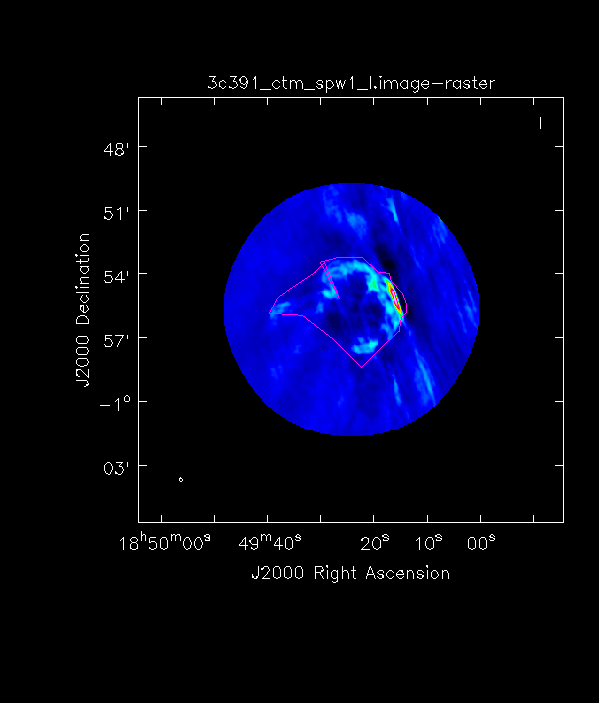 3c391_ctm_spw1_I.image-raster
I
48'
51'
54'
57'
-1°
03'
J2000 Declination
18ʰ50ᵐ00ˢ 49ᵐ40ˢ 20ˢ 10ˢ 00ˢ
J2000 Right Ascension